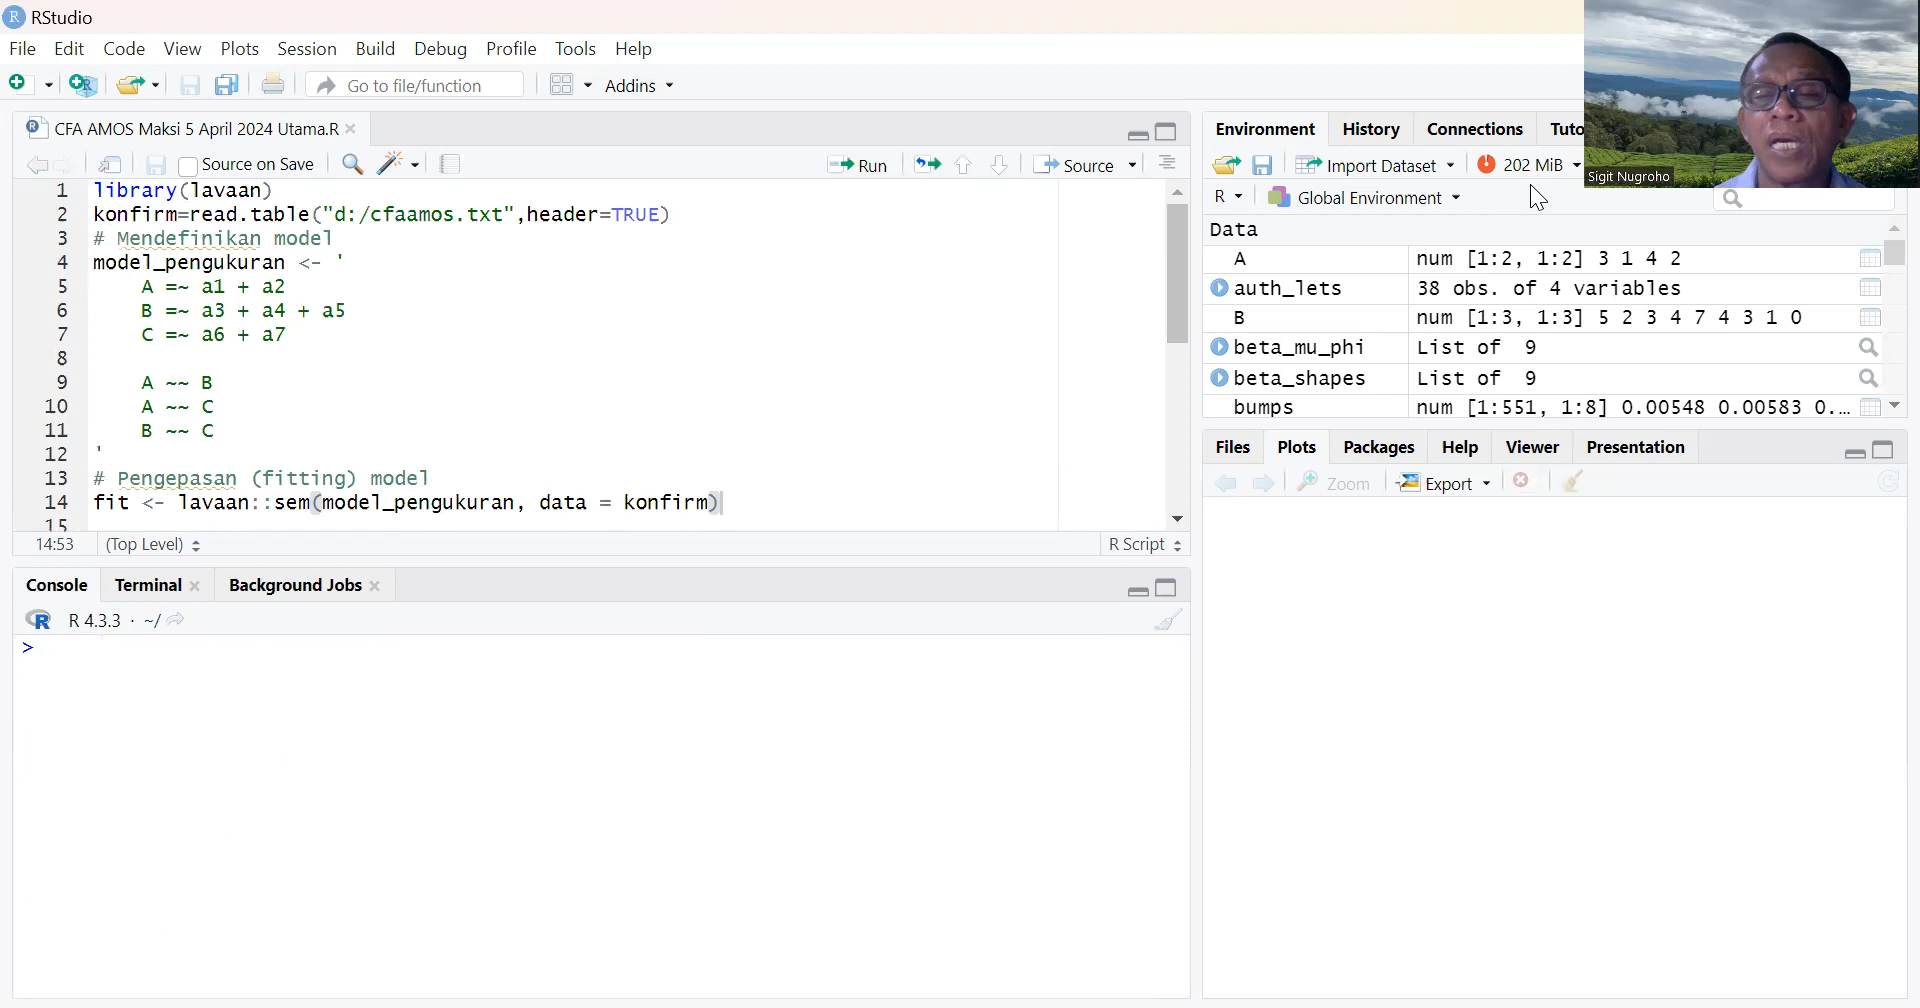 RStudio
File Edit Code View Plots Session Build Debug Profile Tools Help
Go to file/function Addins
CFA AMOS Maksi 5 April 2024 Utama.R
Source on Save Run Source
1 library(lavaan)
2 konfirm=read.table("d:/cfaamos.txt",header=TRUE)
3 # Mendefinikan model
4 model_pengukuran <- '
5 A =~ a1 + a2
6 B =~ a3 + a4 + a5
7 C =~ a6 + a7
8
9 A ~~ B
10 A ~~ C
11 B ~~ C
12 '
13 # Pengepasan (fitting) model
14 fit <- lavaan::sem(model_pengukuran, data = konfirm)
15
14:53 (Top Level) R Script
Console Terminal Background Jobs
R 4.3.3 · ~/
>
Environment History Connections Tuto
Import Dataset 202 MiB
R Global Environment
Data
A num [1:2, 1:2] 3 1 4 2
auth_lets 38 obs. of 4 variables
B num [1:3, 1:3] 5 2 3 4 7 4 3 1 0
beta_mu_phi List of 9
beta_shapes List of 9
bumps num [1:551, 1:8] 0.00548 0.00583 0...
Files Plots Packages Help Viewer Presentation
Zoom Export
Sigit Nugroho